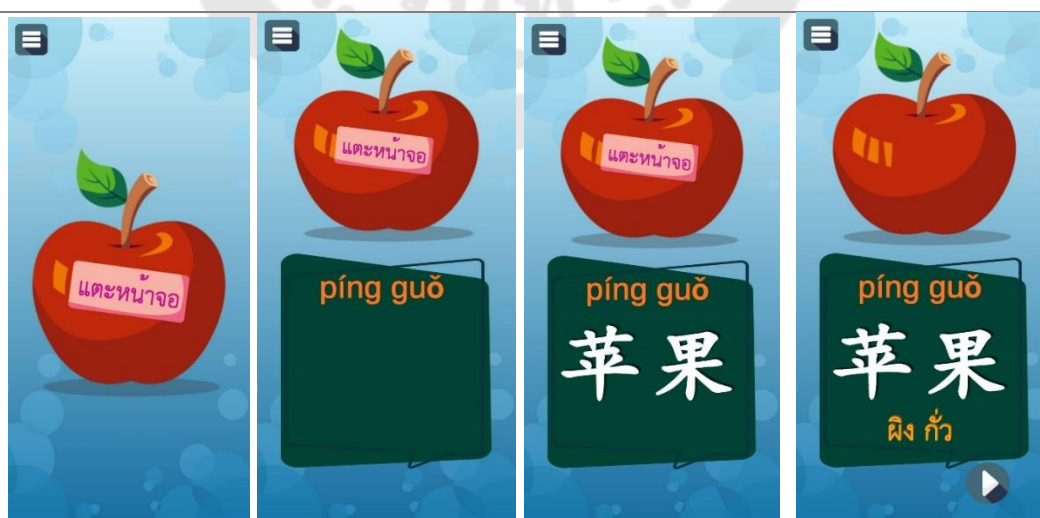 แตะหน้าจอ
แตะหน้าจอ
píng guǒ
แตะหน้าจอ
píng guǒ
苹果
píng guǒ
苹果
ผิง กั่ว